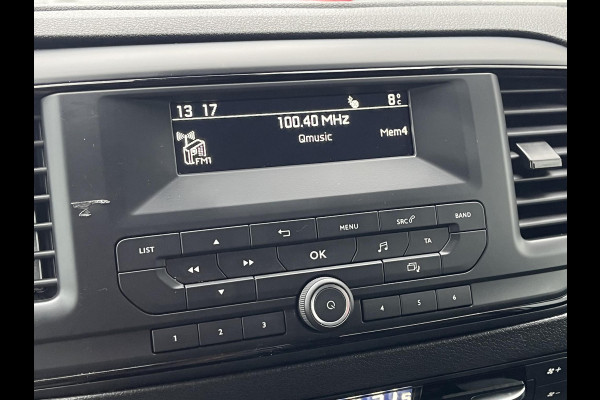 13 17 8°C
100.40 MHz
Qmusic Mem4
FM1
LIST MENU SRC BAND
OK TA
1 2 3 4 5 6